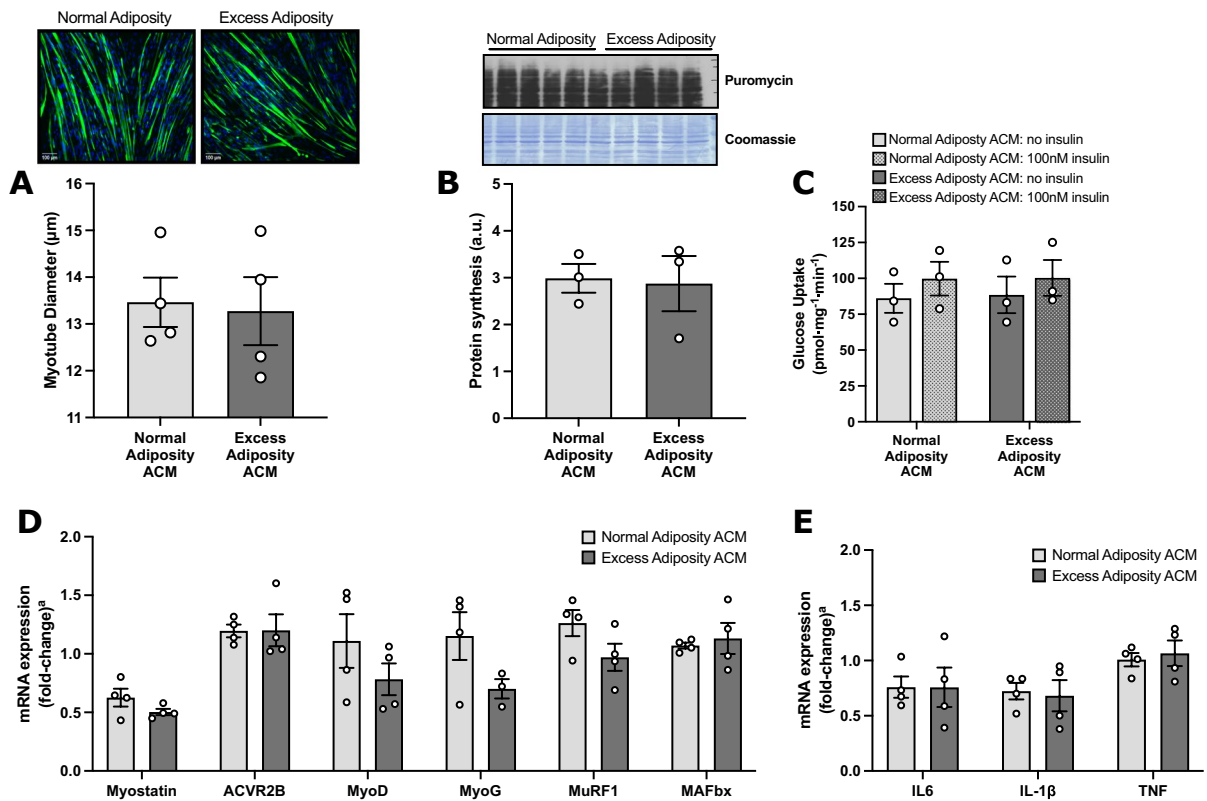 Normal Adiposity
Excess Adiposity
100 µm
100 µm
A
16
15
14
13
12
11
Myotube Diameter (µm)
Normal
Adiposity
ACM
Excess
Adiposity
ACM
Normal Adiposity
Excess Adiposity
Puromycin
Coomassie
B
5
4
3
2
1
0
Protein synthesis (a.u.)
Normal
Adiposity
ACM
Excess
Adiposity
ACM
Normal Adiposty ACM: no insulin
Normal Adiposty ACM: 100nM insulin
Excess Adiposty ACM: no insulin
Excess Adiposty ACM: 100nM insulin
C
150
125
100
75
50
25
0
Glucose Uptake
(pmol·mg⁻¹·min⁻¹)
Normal
Adiposity
ACM
Excess
Adiposity
ACM
D
Normal Adiposity ACM
Excess Adiposity ACM
2.0
1.5
1.0
0.5
0.0
mRNA expression
(fold-change)ᵃ
Myostatin
ACVR2B
MyoD
MyoG
MuRF1
MAFbx
E
Normal Adiposity ACM
Excess Adiposity ACM
2.0
1.5
1.0
0.5
0.0
mRNA expression
(fold-change)ᵃ
IL6
IL-1β
TNF